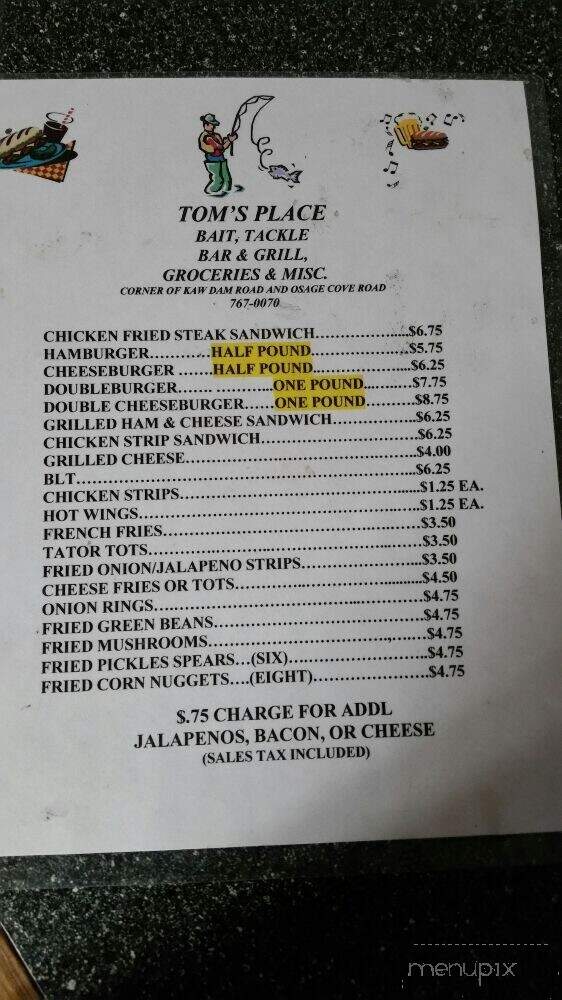 TOM'S PLACE
BAIT, TACKLE
BAR & GRILL,
GROCERIES & MISC.
CORNER OF KAW DAM ROAD AND OSAGE COVE ROAD
767-0070
CHICKEN FRIED STEAK SANDWICH.....................$6.75
HAMBURGER............HALF POUND....................$5.75
CHEESEBURGER .......HALF POUND....................$6.25
DOUBLEBURGER........................ONE POUND..........$7.75
DOUBLE CHEESEBURGER......ONE POUND..........$8.75
GRILLED HAM & CHEESE SANDWICH.................$6.25
CHICKEN STRIP SANDWICH................................$6.25
GRILLED CHEESE...............................................$4.00
BLT.....................................................................$6.25
CHICKEN STRIPS................................................$1.25 EA.
HOT WINGS........................................................$1.25 EA.
FRENCH FRIES...................................................$3.50
TATOR TOTS......................................................$3.50
FRIED ONION/JALAPENO STRIPS........................$3.50
CHEESE FRIES OR TOTS.....................................$4.50
ONION RINGS.....................................................$4.75
FRIED GREEN BEANS..........................................$4.75
FRIED MUSHROOMS...........................................$4.75
FRIED PICKLES SPEARS...(SIX)...........................$4.75
FRIED CORN NUGGETS....(EIGHT)......................$4.75
$.75 CHARGE FOR ADDL
JALAPENOS, BACON, OR CHEESE
(SALES TAX INCLUDED)
menupix